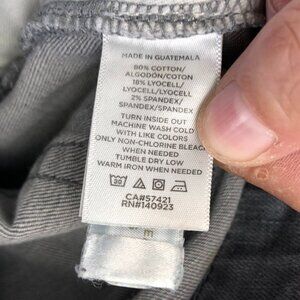 MADE IN GUATEMALA
80% COTTON/
ALGODÓN/COTON
18% LYOCELL/
LYOCELL/LYOCELL
2% SPANDEX/
SPANDEX/SPANDEX
TURN INSIDE OUT
MACHINE WASH COLD
WITH LIKE COLORS
ONLY NON-CHLORINE BLEACH
WHEN NEEDED
TUMBLE DRY LOW
WARM IRON WHEN NEEDED
CA#57421
RN#140923